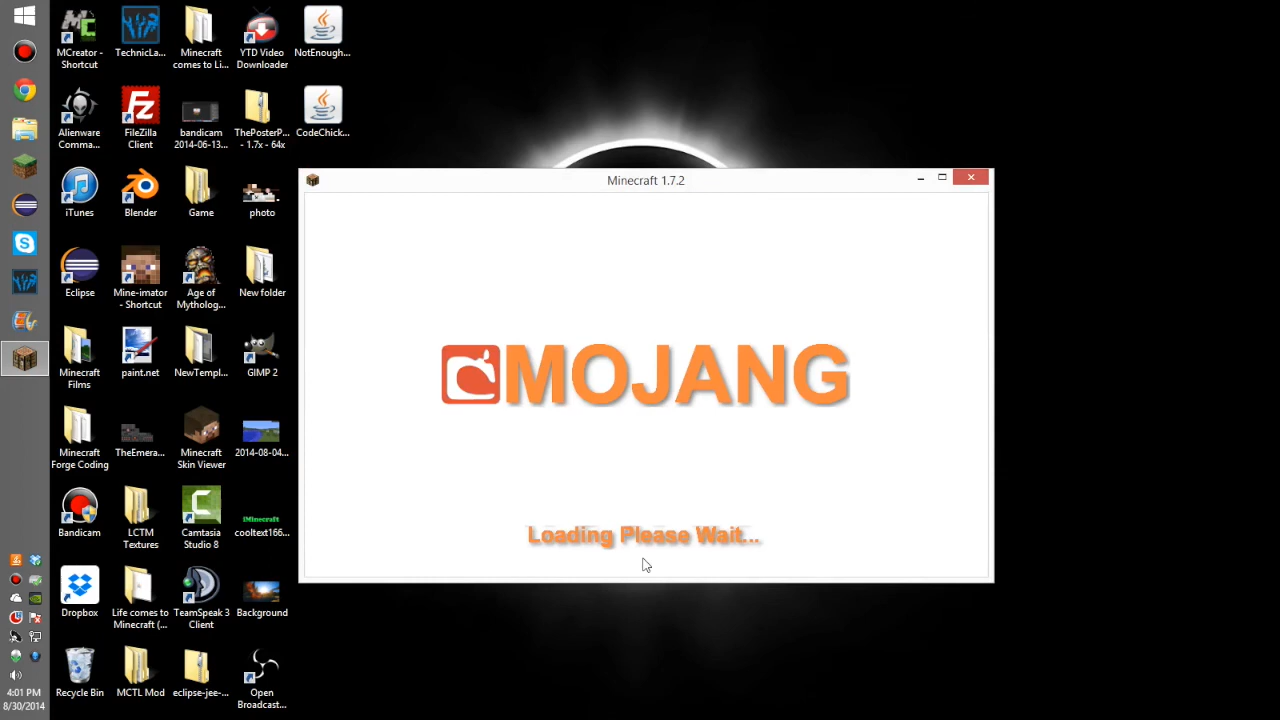 MCreator -
Shortcut
TechnicLa...
Minecraft
comes to Li...
YTD Video
Downloader
NotEnough...
Alienware
Comma...
FileZilla
Client
bandicam
2014-06-13...
ThePosterP...
- 1.7x - 64x
CodeChick...
Minecraft 1.7.2
iTunes
Blender
Game
photo
Eclipse
Mine-imator
- Shortcut
Age of
Mytholog...
New folder
MOJANG
Minecraft
Films
paint.net
NewTempl...
GIMP 2
Minecraft
Forge Coding
TheEmera...
Minecraft
Skin Viewer
2014-08-04...
Loading Please Wait...
Bandicam
LCTM
Textures
Camtasia
Studio 8
cooltext166...
Dropbox
Life comes to
Minecraft (...
TeamSpeak 3
Client
Background
Recycle Bin
MCTL Mod
eclipse-jee-...
Open
Broadcast...
4:01 PM
8/30/2014